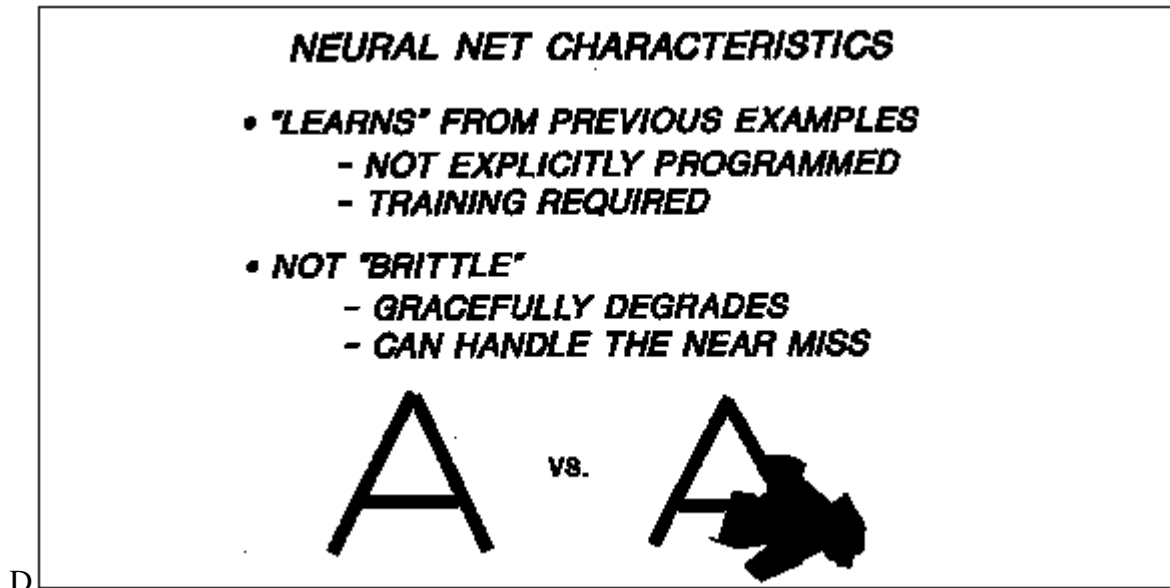 NEURAL NET CHARACTERISTICS
• "LEARNS" FROM PREVIOUS EXAMPLES
- NOT EXPLICITLY PROGRAMMED
- TRAINING REQUIRED
• NOT "BRITTLE"
- GRACEFULLY DEGRADES
- CAN HANDLE THE NEAR MISS
A vs. A
D